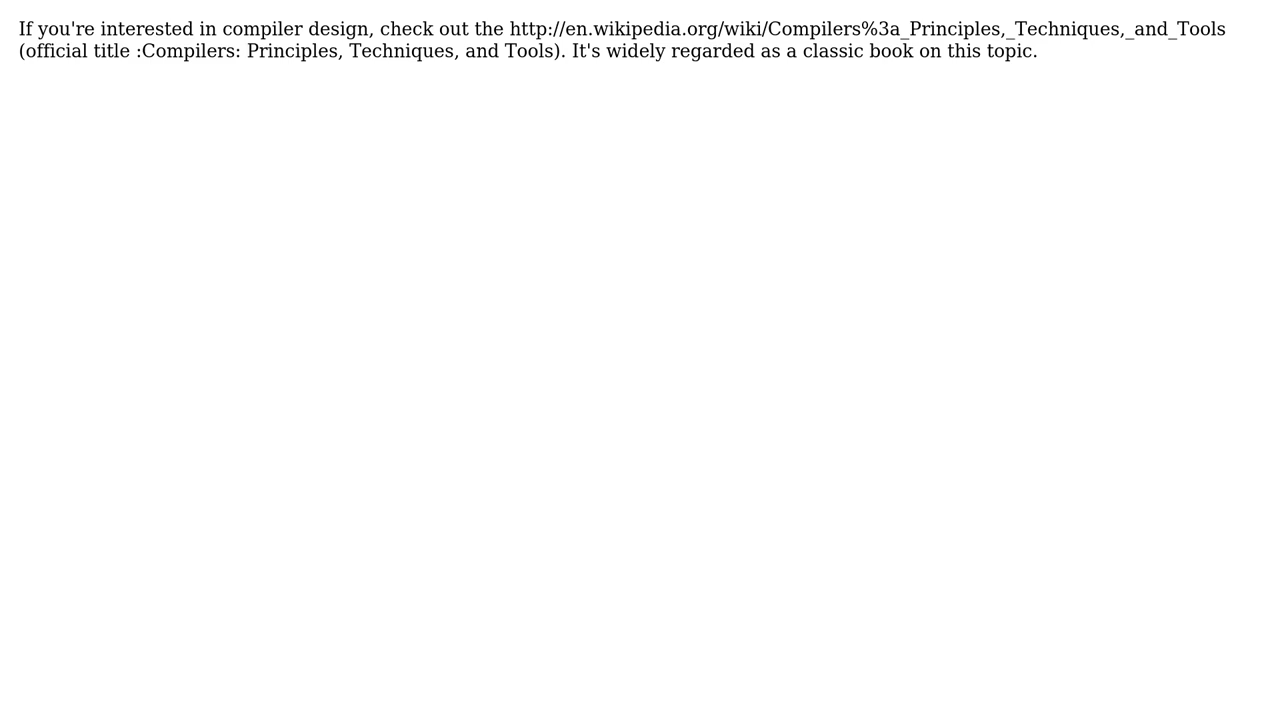 If you're interested in compiler design, check out the http://en.wikipedia.org/wiki/Compilers%3a_Principles,_Techniques,_and_Tools
(official title :Compilers: Principles, Techniques, and Tools). It's widely regarded as a classic book on this topic.